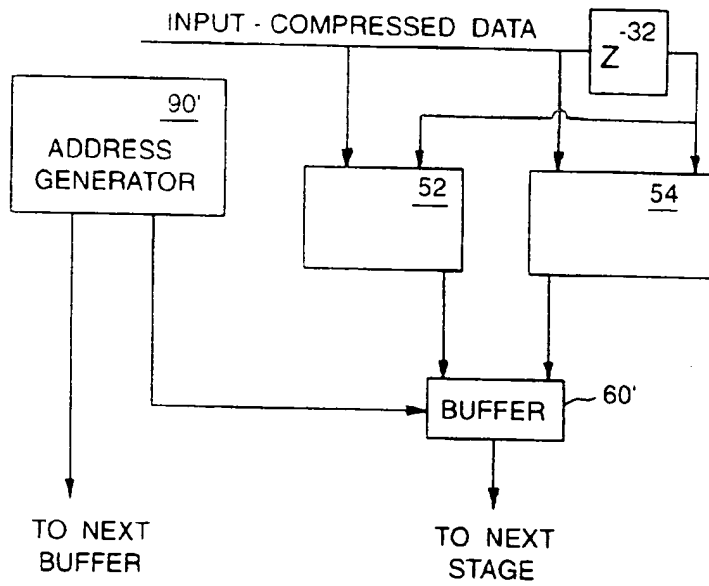 INPUT - COMPRESSED DATA
Z -32
90'
ADDRESS
GENERATOR
52
54
BUFFER
60'
TO NEXT
BUFFER
TO NEXT
STAGE